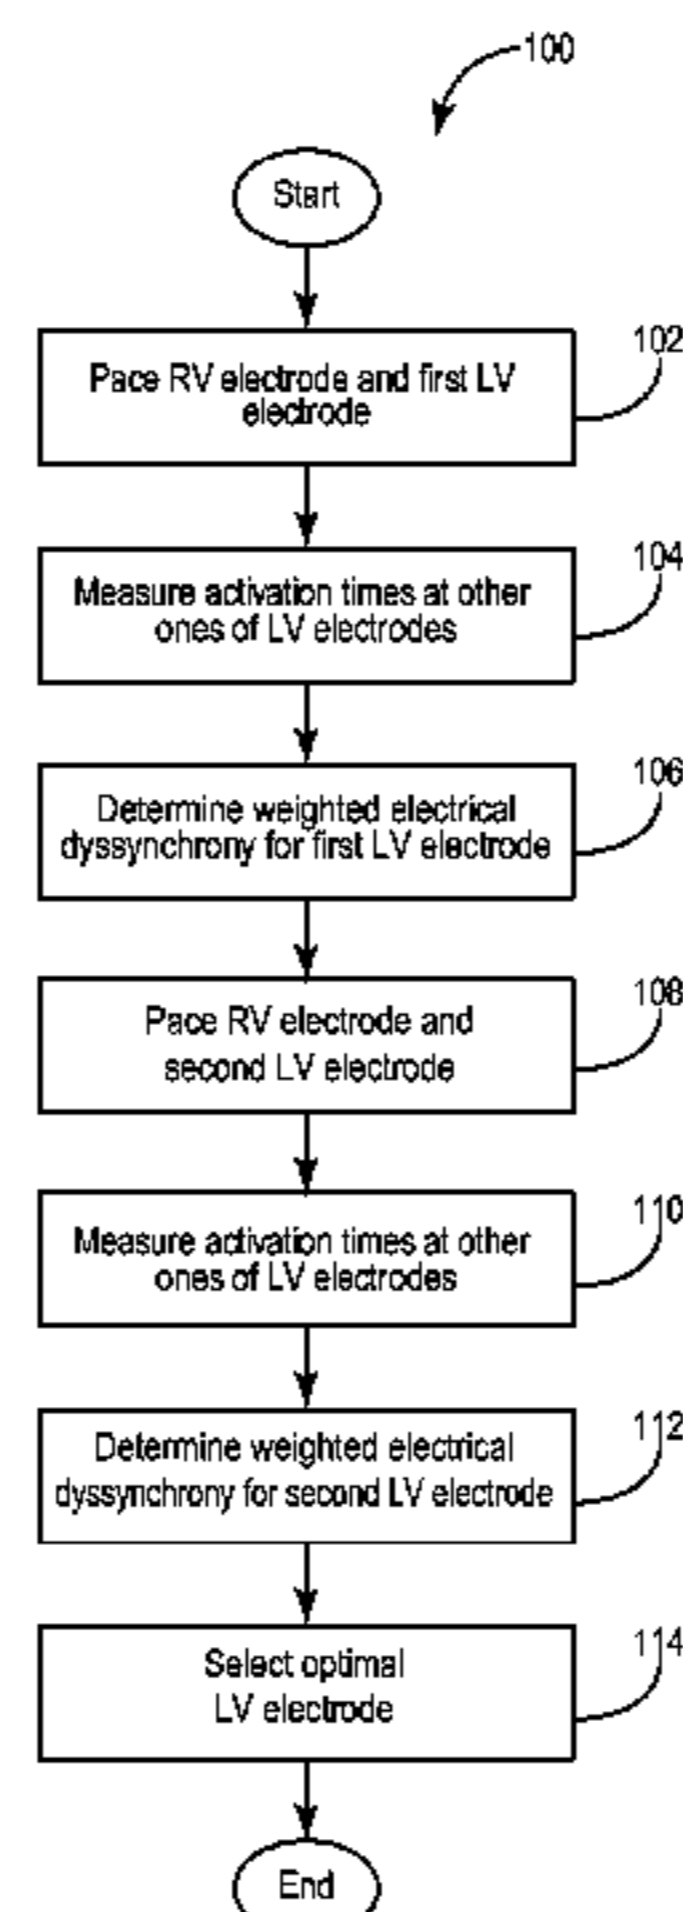 100
Start
102
Pace RV electrode and first LV
electrode
104
Measure activation times at other
ones of LV electrodes
106
Determine weighted electrical
dyssynchrony for first LV electrode
108
Pace RV electrode and
second LV electrode
110
Measure activation times at other
ones of LV electrodes
112
Determine weighted electrical
dyssynchrony for second LV electrode
114
Select optimal
LV electrode
End